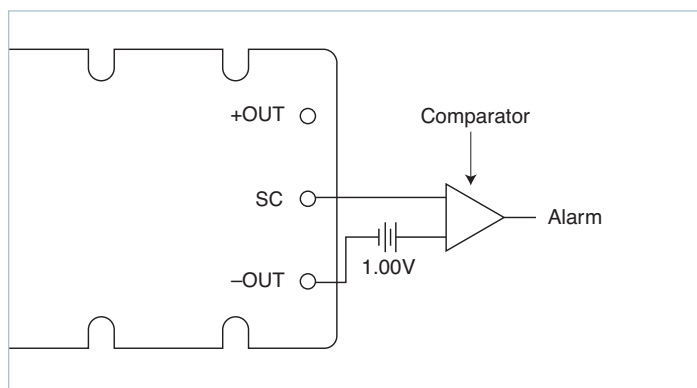 +OUT
Comparator
SC
Alarm
–OUT
1.00V